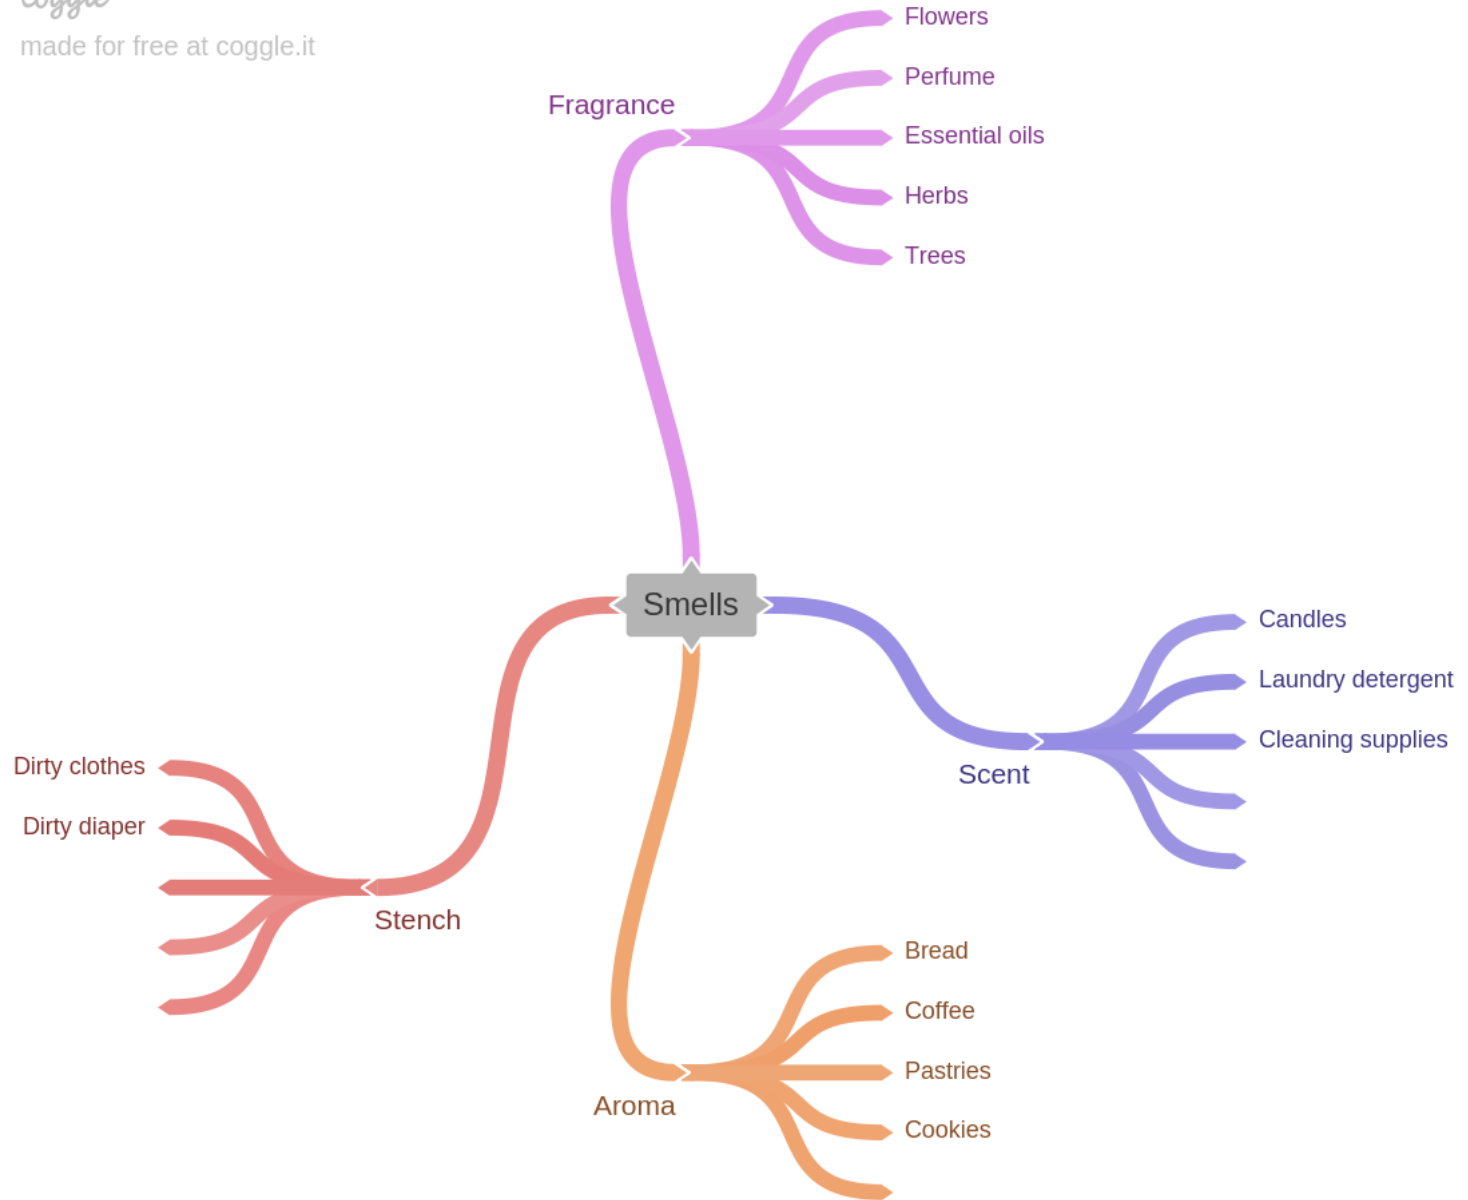 Coggle
made for free at coggle.it
Flowers
Perfume
Fragrance
Essential oils
Herbs
Trees
Smells
Candles
Laundry detergent
Cleaning supplies
Scent
Dirty clothes
Dirty diaper
Stench
Bread
Coffee
Pastries
Aroma
Cookies